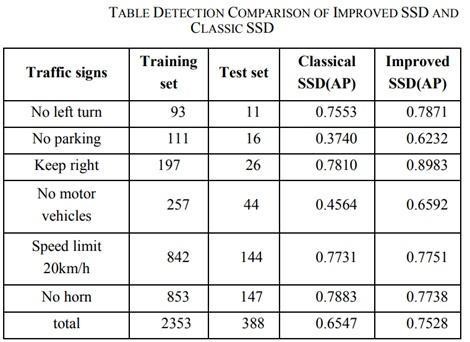 TABLE DETECTION COMPARISON OF IMPROVED SSD AND
CLASSIC SSD
Traffic signs Training set Test set Classical SSD(AP) Improved SSD(AP)
No left turn 93 11 0.7553 0.7871
No parking 111 16 0.3740 0.6232
Keep right 197 26 0.7810 0.8983
No motor vehicles 257 44 0.4564 0.6592
Speed limit 20km/h 842 144 0.7731 0.7751
No horn 853 147 0.7883 0.7738
total 2353 388 0.6547 0.7528